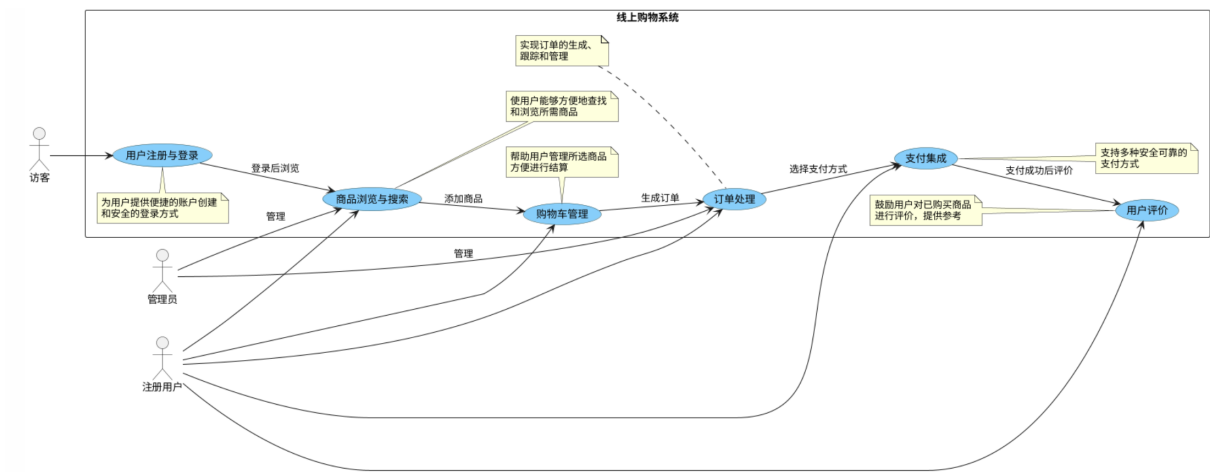 线上购物系统
实现订单的生成、
跟踪和管理
使用户能够方便地查找
和浏览所需商品
访客
用户注册与登录
为用户提供便捷的账户创建
和安全的登录方式
登录后浏览
商品浏览与搜索
管理
添加商品
帮助用户管理所选商品
方便进行结算
购物车管理
生成订单
订单处理
管理
选择支付方式
支付集成
支持多种安全可靠的
支付方式
支付成功后评价
鼓励用户对已购买商品
进行评价，提供参考
用户评价
管理员
注册用户